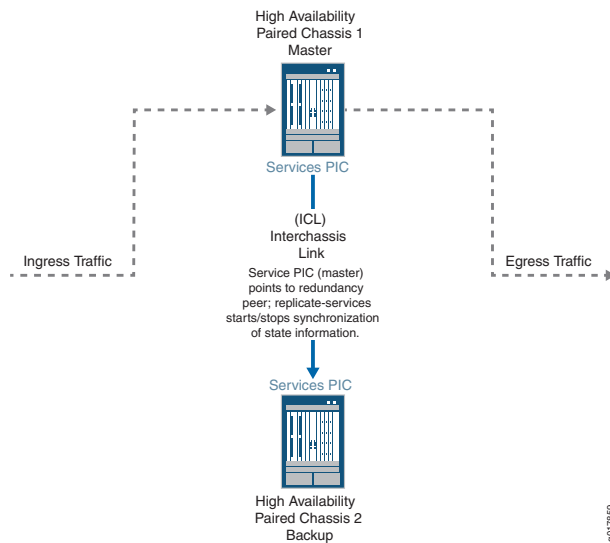 High Availability
Paired Chassis 1
Master
Services PIC
(ICL)
Interchassis
Link
Ingress Traffic
Egress Traffic
Service PIC (master)
points to redundancy
peer; replicate-services
starts/stops synchronization
of state information.
Services PIC
High Availability
Paired Chassis 2
Backup